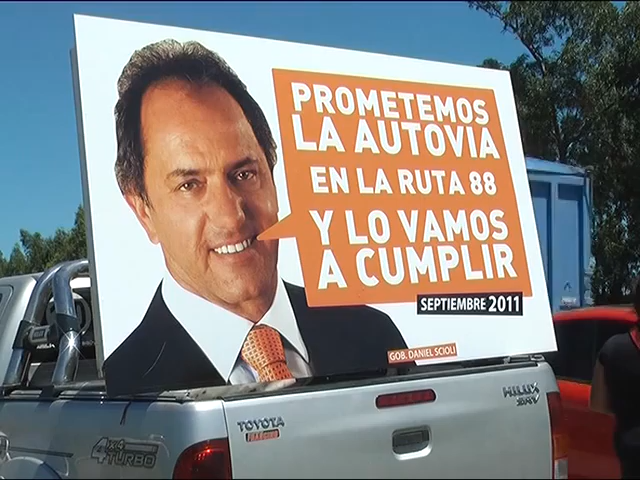 PROMETEMOS
LA AUTOVIA
EN LA RUTA 88
Y LO VAMOS
A CUMPLIR
SEPTIEMBRE 2011
GOB. DANIEL SCIOLI
TOYOTA
HILUX
SRV
4X4
TURBO